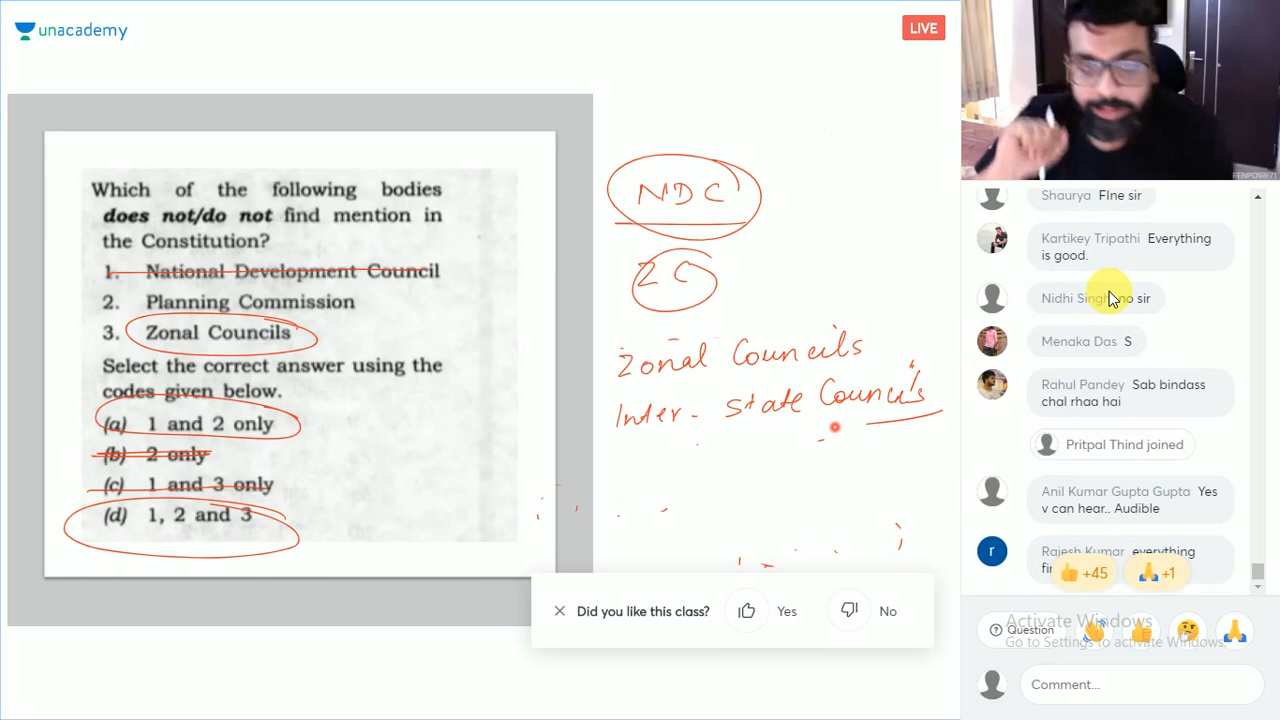 unacademy
LIVE
Which of the following bodies
does not/do not find mention in
the Constitution?
1. National Development Council
2. Planning Commission
3. Zonal Councils
Select the correct answer using the
codes given below.
(a) 1 and 2 only
(b) 2 only
(c) 1 and 3 only
(d) 1, 2 and 3
NDC
ZC
Zonal Councils
Inter-State Councils
Did you like this class?
Yes
No
FENPO1RF71
Shaurya FIne sir
Kartikey Tripathi Everything
is good.
Nidhi Singh no sir
Menaka Das S
Rahul Pandey Sab bindass
chal rhaa hai
Pritpal Thind joined
Anil Kumar Gupta Gupta Yes
v can hear.. Audible
r
Rajesh Kumar everything
+45
+1
Activate Windows
Go to Settings to activate Windows.
Question
Comment...